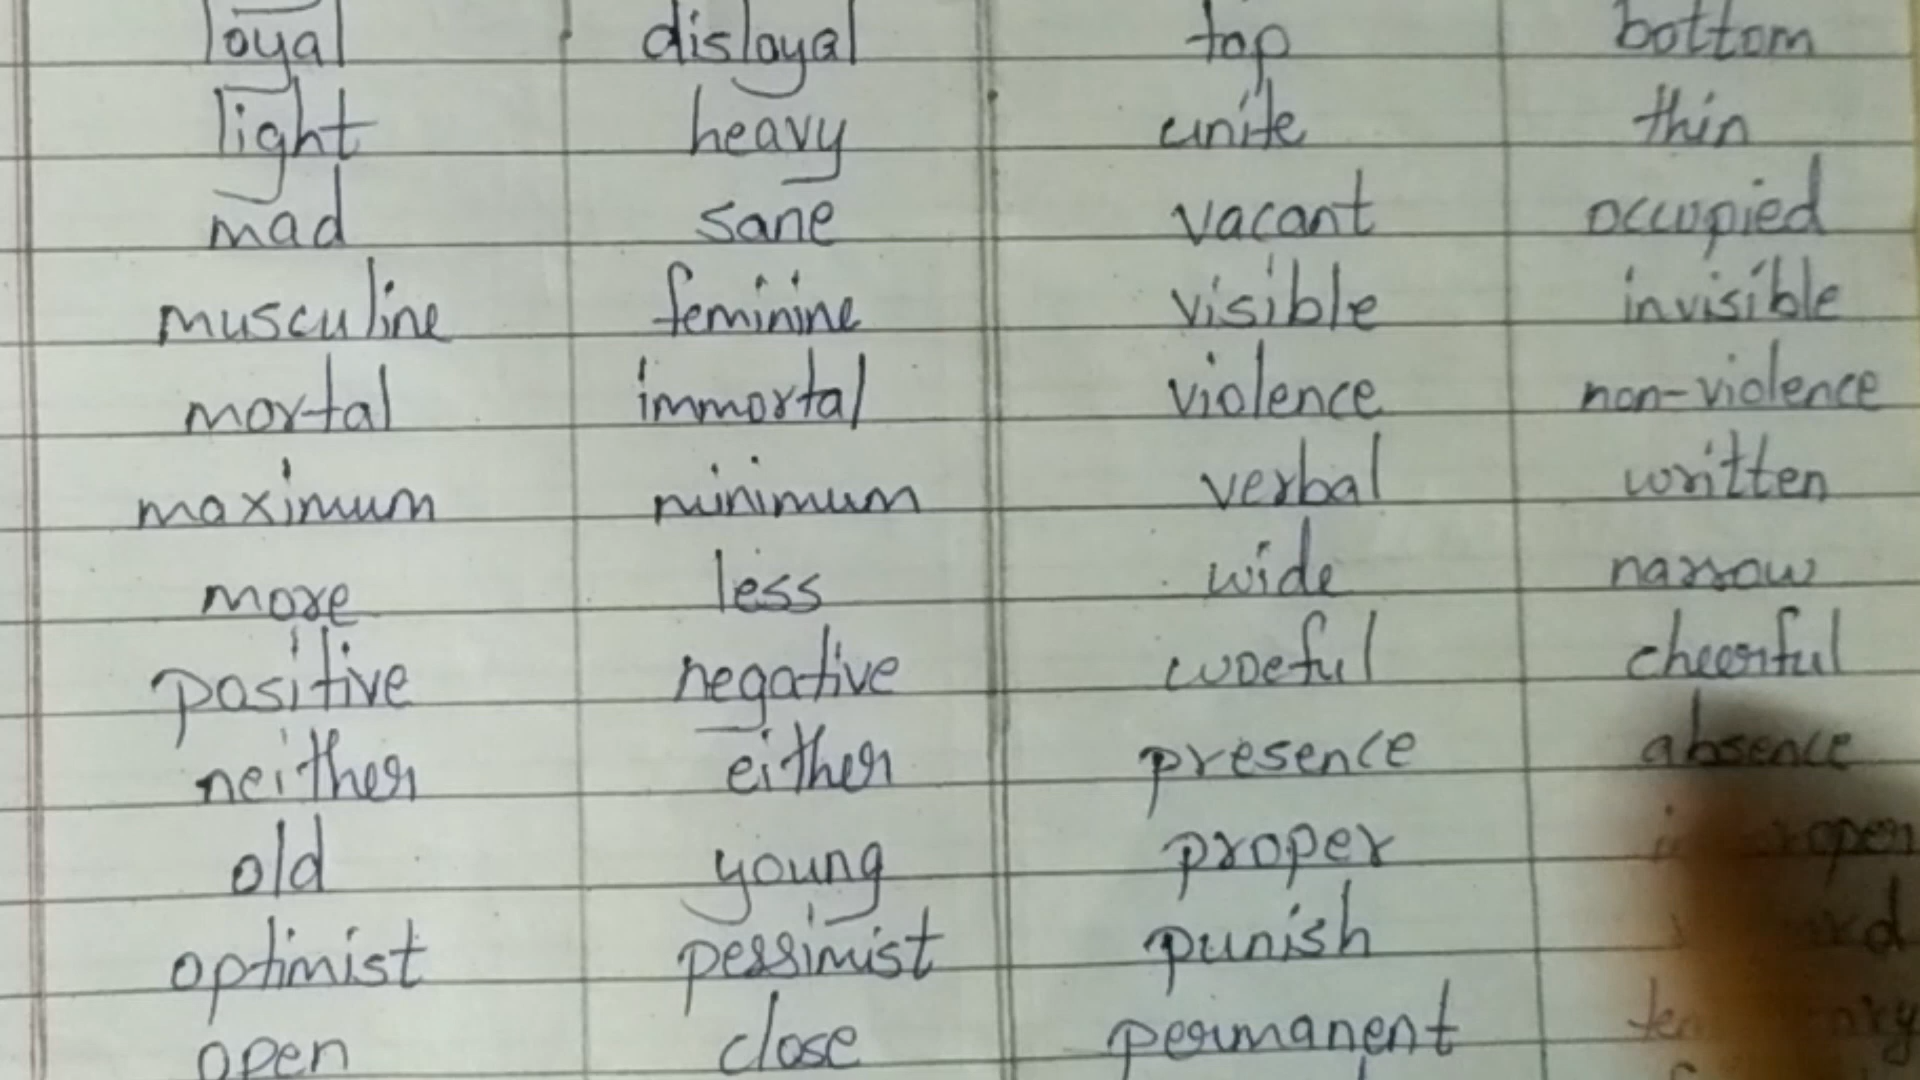 loyal disloyal top bottom
light heavy unite thin
mad sane vacant occupied
musculine feminine visible invisible
mortal immortal violence non-violence
maximum minimum verbal written
more less wide narrow
positive negative woeful cheerful
neither either presence absence
old young proper
optimist pessimist punish
open close permanent